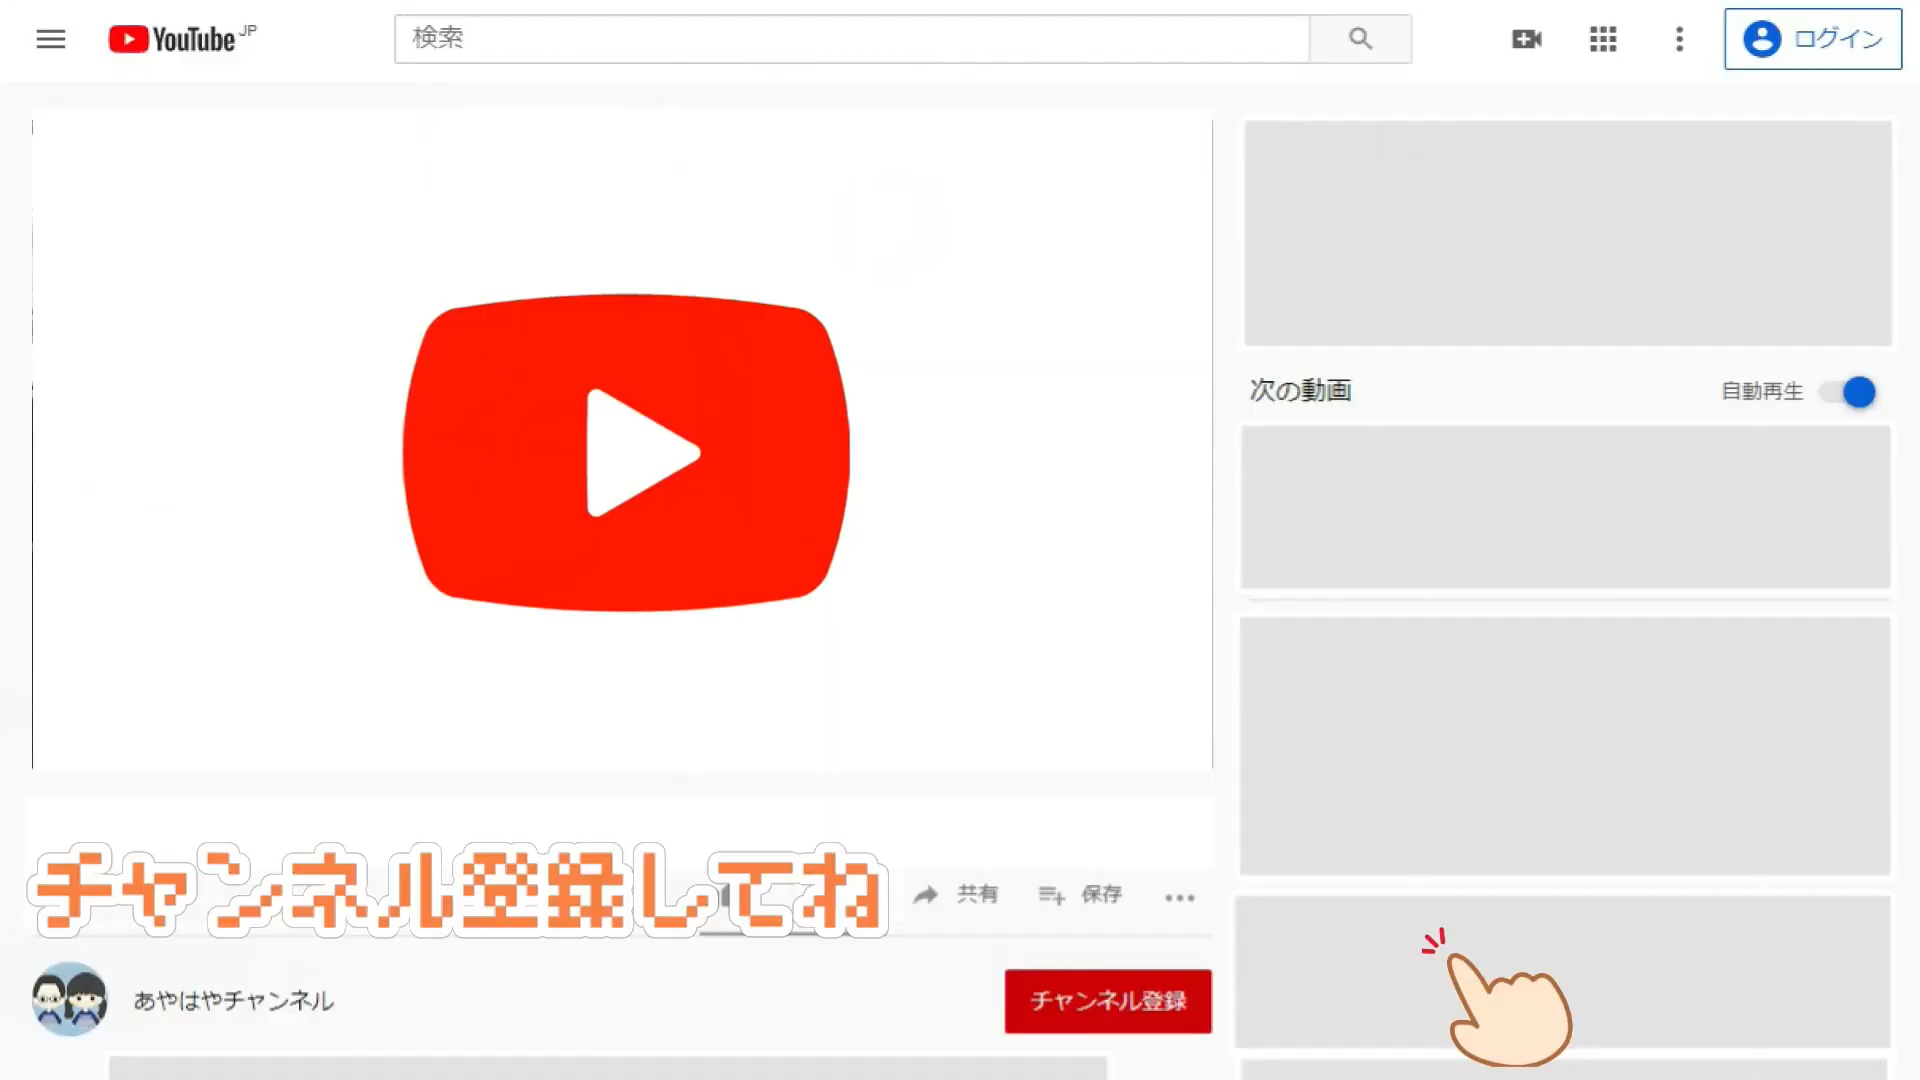 YouTube JP
検索
ログイン
次の動画
自動再生
チャンネル登録してね
共有
保存
あやはやチャンネル
チャンネル登録